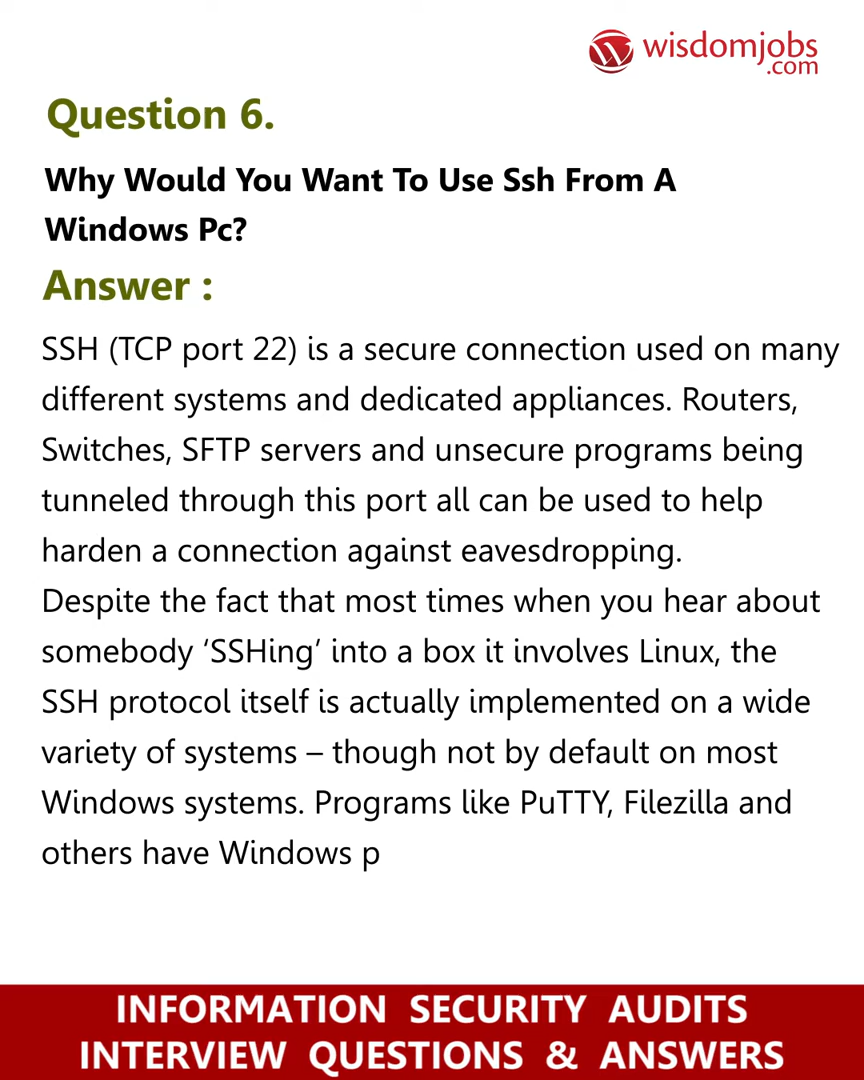 wisdomjobs
.com
Question 6.
Why Would You Want To Use Ssh From A
Windows Pc?
Answer :
SSH (TCP port 22) is a secure connection used on many
different systems and dedicated appliances. Routers,
Switches, SFTP servers and unsecure programs being
tunneled through this port all can be used to help
harden a connection against eavesdropping.
Despite the fact that most times when you hear about
somebody ‘SSHing’ into a box it involves Linux, the
SSH protocol itself is actually implemented on a wide
variety of systems – though not by default on most
Windows systems. Programs like PuTTY, Filezilla and
others have Windows p
INFORMATION SECURITY AUDITS
INTERVIEW QUESTIONS & ANSWERS